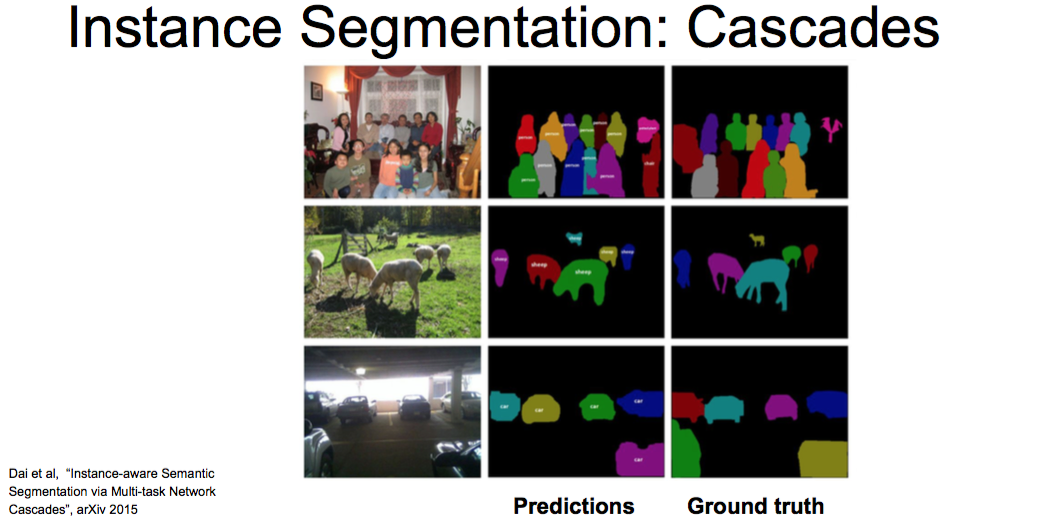 Instance Segmentation: Cascades
person
person
person
person
person
person
person
person
person
person
person
chair
sheep
sheep
sheep
sheep
sheep
sheep
car
car
car
car
car
Dai et al, “Instance-aware Semantic
Segmentation via Multi-task Network
Cascades”, arXiv 2015
Predictions
Ground truth